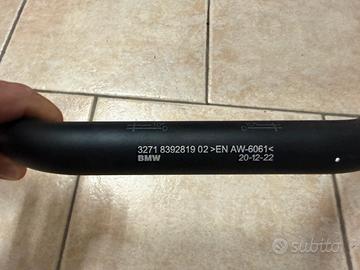 3271 8392819 02 >EN AW-6061<
BMW 20-12-22
subito